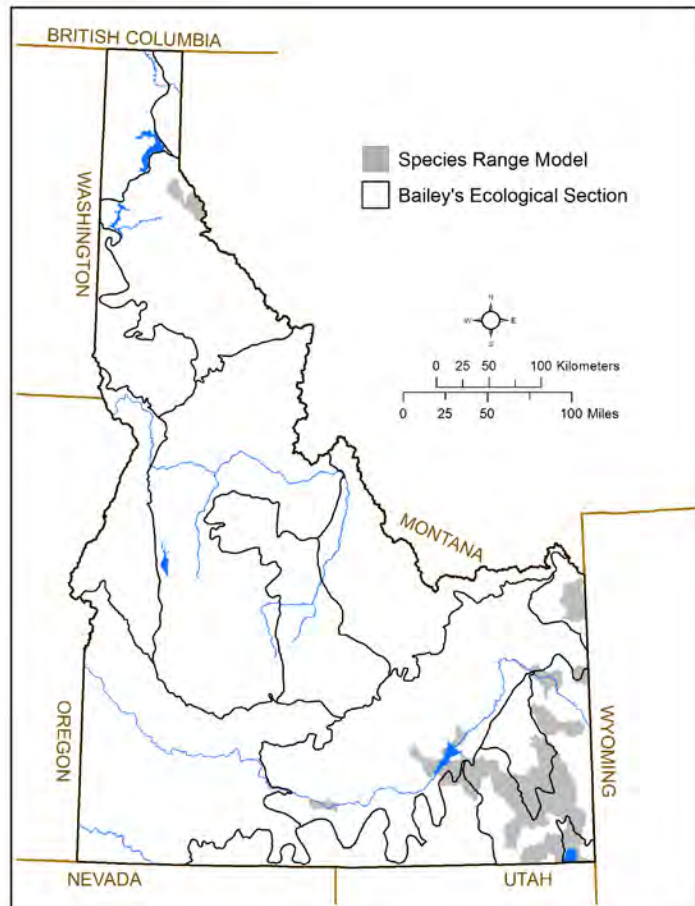 BRITISH COLUMBIA
WASHINGTON
Species Range Model
Bailey's Ecological Section
N
W E
S
0 25 50 100 Kilometers
0 25 50 100 Miles
MONTANA
OREGON
WYOMING
NEVADA
UTAH